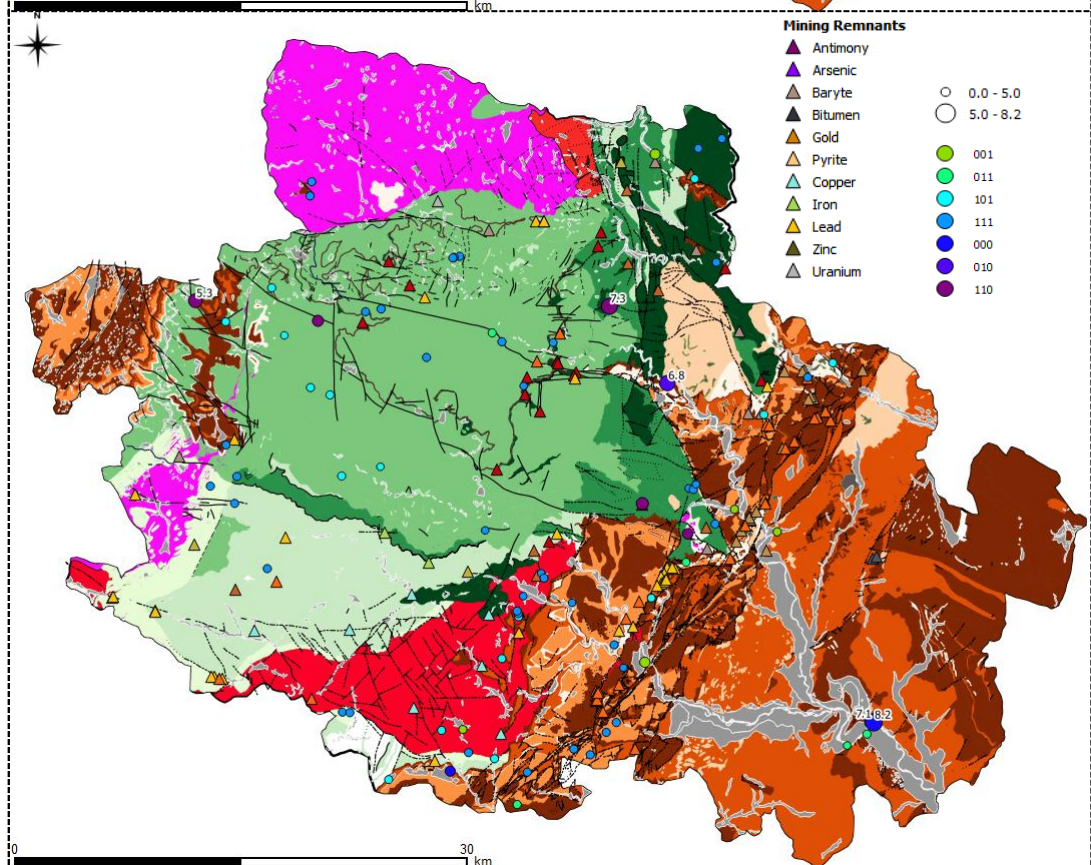 km
N
Mining Remnants
Antimony
Arsenic
Baryte
Bitumen
Gold
Pyrite
Copper
Iron
Lead
Zinc
Uranium
0.0 - 5.0
5.0 - 8.2
001
011
101
111
000
010
110
5.3
7.3
6.8
7.1 8.2
0
30
km